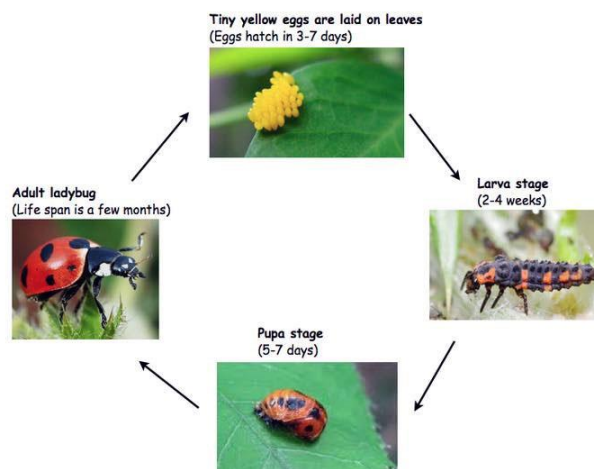 Tiny yellow eggs are laid on leaves
(Eggs hatch in 3-7 days)
Larva stage
(2-4 weeks)
Pupa stage
(5-7 days)
Adult ladybug
(Life span is a few months)